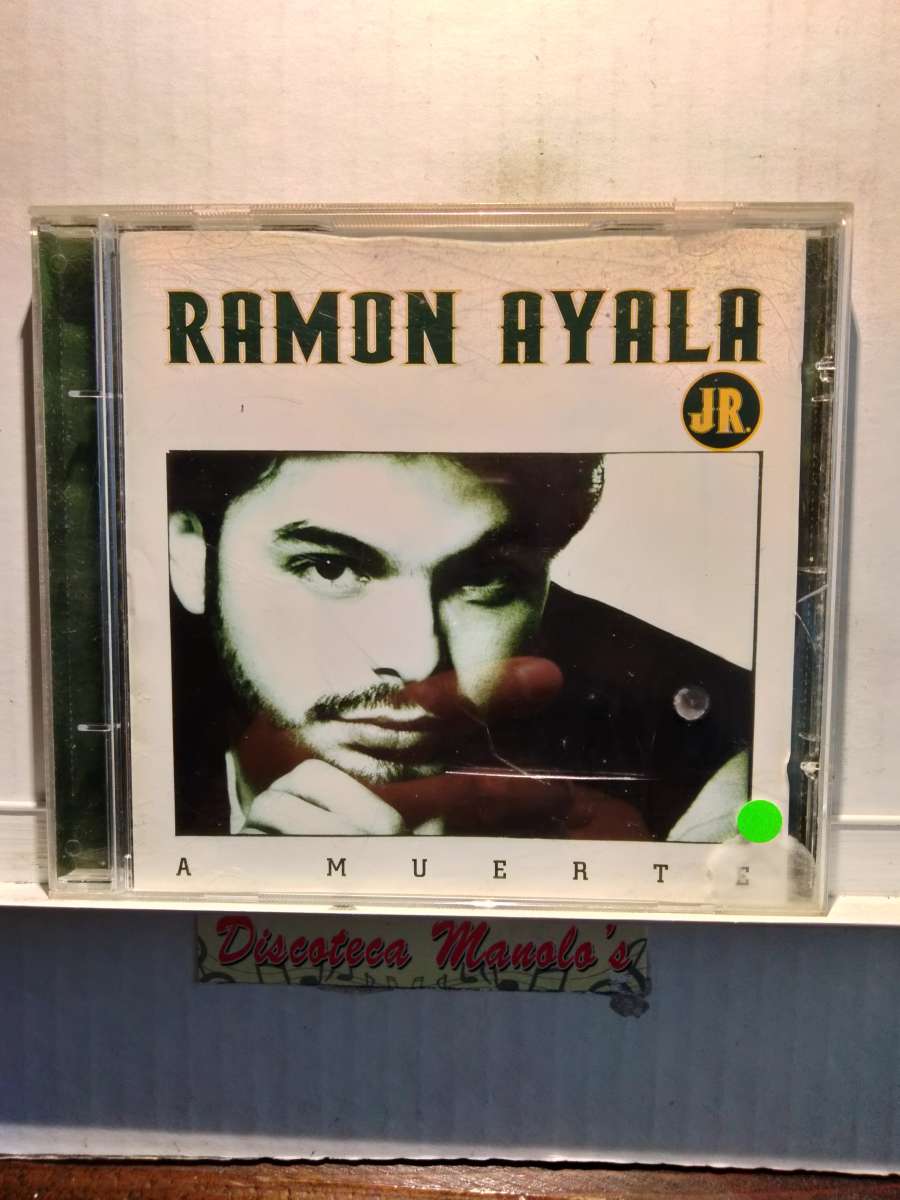 RAMON AYALA
JR.
A MUERTE
Discoteca Manolo's